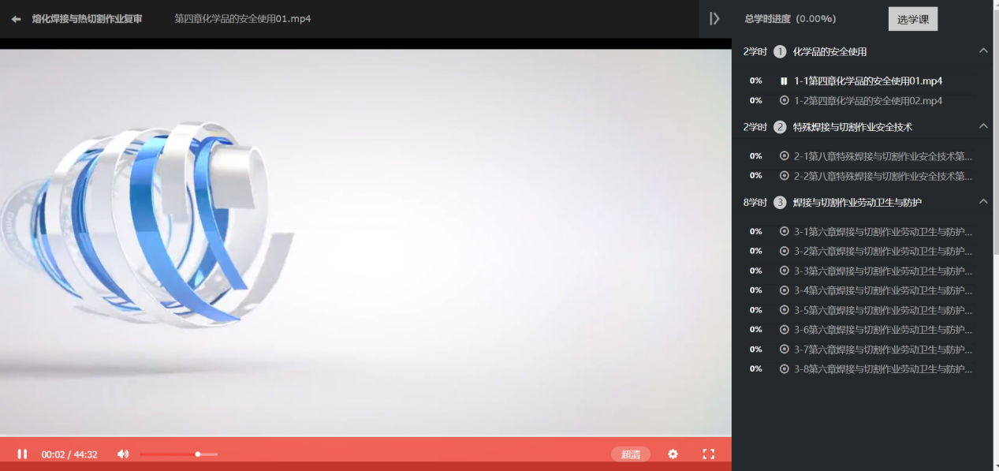 熔化焊接与热切割作业复审
第四章化学品的安全使用01.mp4
总学时进度（0.00%）
选学课
2学时 1 化学品的安全使用
0% 1-1第四章化学品的安全使用01.mp4
0% 1-2第四章化学品的安全使用02.mp4
2学时 2 特殊焊接与切割作业安全技术
0% 2-1第八章特殊焊接与切割作业安全技术第...
0% 2-2第八章特殊焊接与切割作业安全技术第...
8学时 3 焊接与切割作业劳动卫生与防护
0% 3-1第六章焊接与切割作业劳动卫生与防护...
0% 3-2第六章焊接与切割作业劳动卫生与防护...
0% 3-3第六章焊接与切割作业劳动卫生与防护...
0% 3-4第六章焊接与切割作业劳动卫生与防护...
0% 3-5第六章焊接与切割作业劳动卫生与防护...
0% 3-6第六章焊接与切割作业劳动卫生与防护...
0% 3-7第六章焊接与切割作业劳动卫生与防护...
0% 3-8第六章焊接与切割作业劳动卫生与防护...
00:02 / 44:32
超清